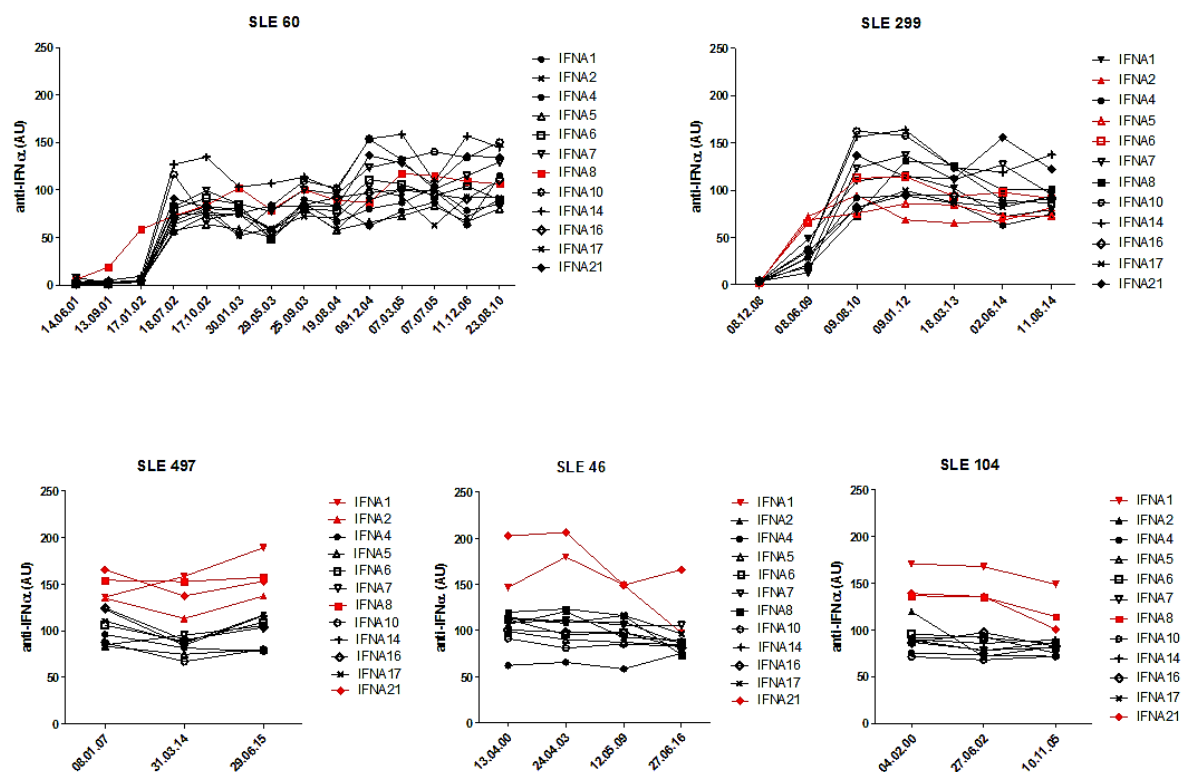 SLE 60
anti-IFNα (AU)
250
200
150
100
50
0
14.06.01
13.09.01
17.01.02
18.07.02
17.10.02
30.01.03
29.05.03
25.09.03
19.08.04
09.12.04
07.03.05
07.07.05
11.12.06
23.08.10
IFNA1
IFNA2
IFNA4
IFNA5
IFNA6
IFNA7
IFNA8
IFNA10
IFNA14
IFNA16
IFNA17
IFNA21
SLE 299
anti-IFNα (AU)
250
200
150
100
50
0
08.12.08
08.06.09
09.08.10
09.01.12
18.03.13
02.06.14
11.08.14
IFNA1
IFNA2
IFNA4
IFNA5
IFNA6
IFNA7
IFNA8
IFNA10
IFNA14
IFNA16
IFNA17
IFNA21
SLE 497
anti-IFNα (AU)
250
200
150
100
50
0
08.01.07
31.03.14
29.06.15
IFNA1
IFNA2
IFNA4
IFNA5
IFNA6
IFNA7
IFNA8
IFNA10
IFNA14
IFNA16
IFNA17
IFNA21
SLE 46
anti-IFNα (AU)
250
200
150
100
50
0
13.04.00
24.04.03
12.05.09
27.06.16
IFNA1
IFNA2
IFNA4
IFNA5
IFNA6
IFNA7
IFNA8
IFNA10
IFNA14
IFNA16
IFNA17
IFNA21
SLE 104
anti-IFNα (AU)
250
200
150
100
50
0
04.02.00
27.06.02
10.11.05
IFNA1
IFNA2
IFNA4
IFNA5
IFNA6
IFNA7
IFNA8
IFNA10
IFNA14
IFNA16
IFNA17
IFNA21